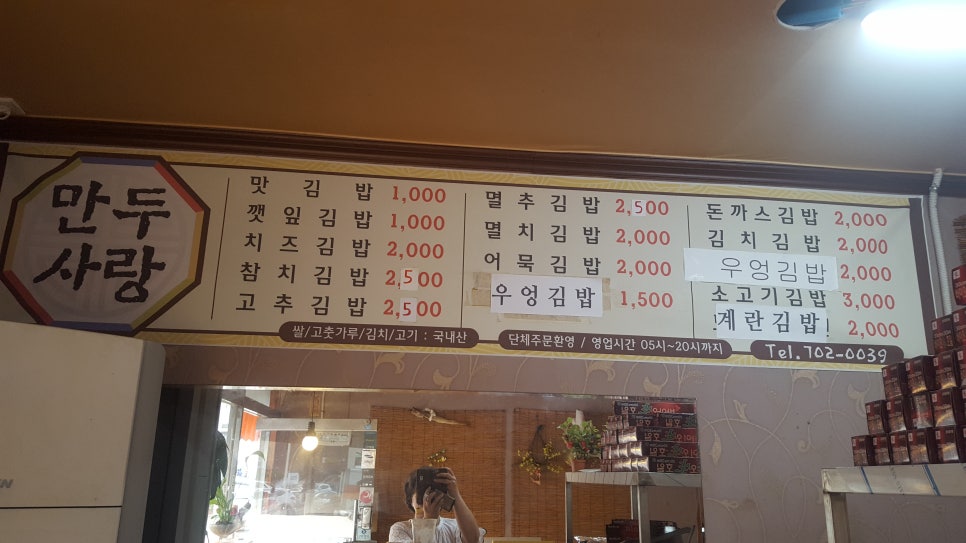 만두
사랑
맛 김 밥 1,000
깻잎김밥 1,000
치즈김밥 2,000
참치김밥 2,500
고추김밥 2,500
멸추김밥 2,500
멸치김밥 2,000
어묵김밥 2,000
우엉김밥 1,500
돈까스김밥 2,000
김치김밥 2,000
우엉김밥 2,000
소고기김밥 3,000
계란김밥 2,000
쌀/고춧가루/김치/고기 : 국내산
단체주문환영 / 영업시간 05시~20시까지
Tel.702-0039